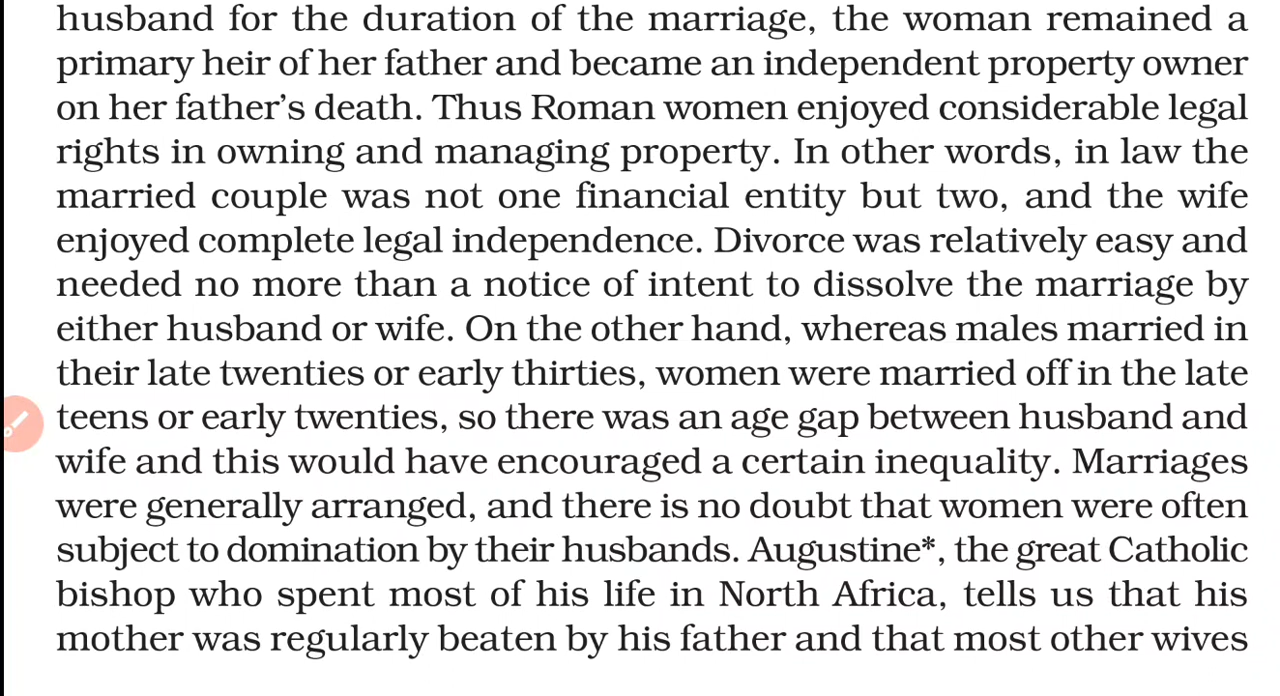 husband for the duration of the marriage, the woman remained a
primary heir of her father and became an independent property owner
on her father's death. Thus Roman women enjoyed considerable legal
rights in owning and managing property. In other words, in law the
married couple was not one financial entity but two, and the wife
enjoyed complete legal independence. Divorce was relatively easy and
needed no more than a notice of intent to dissolve the marriage by
either husband or wife. On the other hand, whereas males married in
their late twenties or early thirties, women were married off in the late
teens or early twenties, so there was an age gap between husband and
wife and this would have encouraged a certain inequality. Marriages
were generally arranged, and there is no doubt that women were often
subject to domination by their husbands. Augustine*, the great Catholic
bishop who spent most of his life in North Africa, tells us that his
mother was regularly beaten by his father and that most other wives